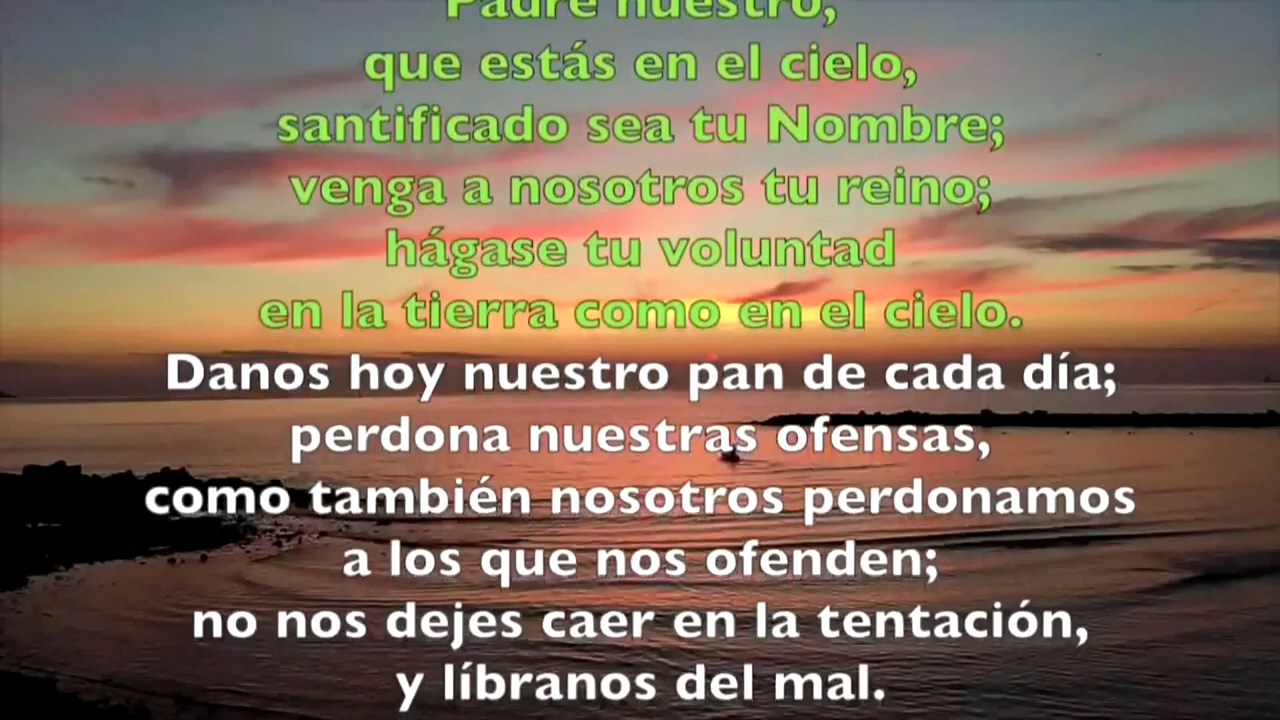 Padre nuestro,
que estás en el cielo,
santificado sea tu Nombre;
venga a nosotros tu reino;
hágase tu voluntad
en la tierra como en el cielo.
Danos hoy nuestro pan de cada día;
perdona nuestras ofensas,
como también nosotros perdonamos
a los que nos ofenden;
no nos dejes caer en la tentación,
y líbranos del mal.